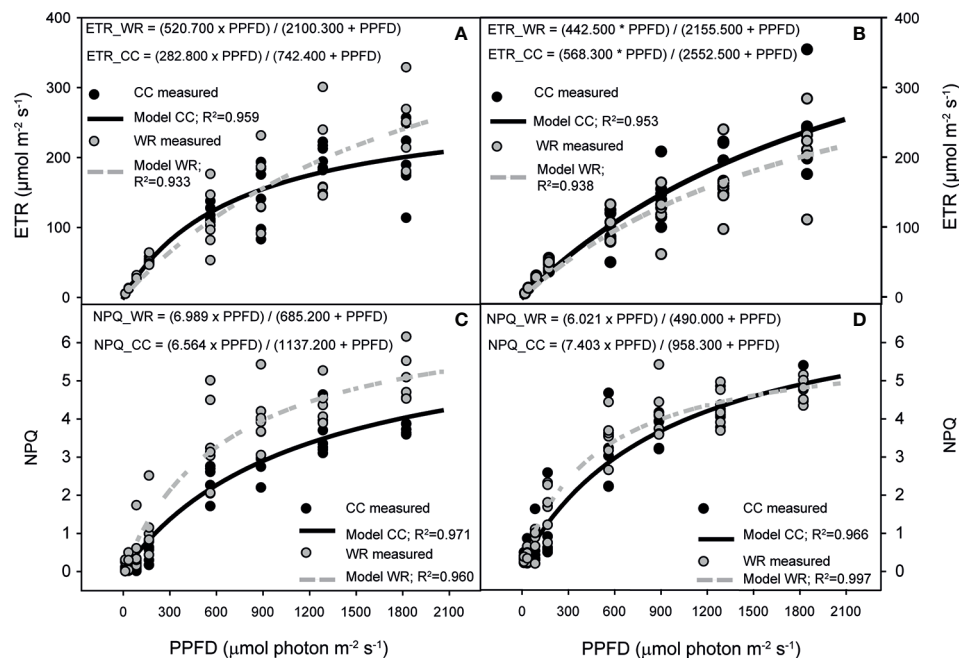 ETR_WR = (520.700 x PPFD) / (2100.300 + PPFD)
A
ETR_CC = (282.800 x PPFD) / (742.400 + PPFD)
CC measured
Model CC; R²=0.959
WR measured
Model WR;
R²=0.933
400
300
200
100
0
ETR (µmol m⁻² s⁻¹)
ETR_WR = (442.500 * PPFD) / (2155.500 + PPFD)
B
ETR_CC = (568.300 * PPFD) / (2552.500 + PPFD)
CC measured
Model CC; R²=0.953
WR measured
Model WR;
R²=0.938
400
300
200
100
0
ETR (µmol m⁻² s⁻¹)
NPQ_WR = (6.989 x PPFD) / (685.200 + PPFD)
C
NPQ_CC = (6.564 x PPFD) / (1137.200 + PPFD)
6
5
4
3
2
1
0
NPQ
CC measured
Model CC; R²=0.971
WR measured
Model WR; R²=0.960
0 300 600 900 1200 1500 1800 2100
PPFD (µmol photon m⁻² s⁻¹)
NPQ_WR = (6.021 x PPFD) / (490.000 + PPFD)
D
NPQ_CC = (7.403 x PPFD) / (958.300 + PPFD)
6
5
4
3
2
1
0
NPQ
CC measured
Model CC; R²=0.966
WR measured
Model WR; R²=0.997
0 300 600 900 1200 1500 1800 2100
PPFD (µmol photon m⁻² s⁻¹)